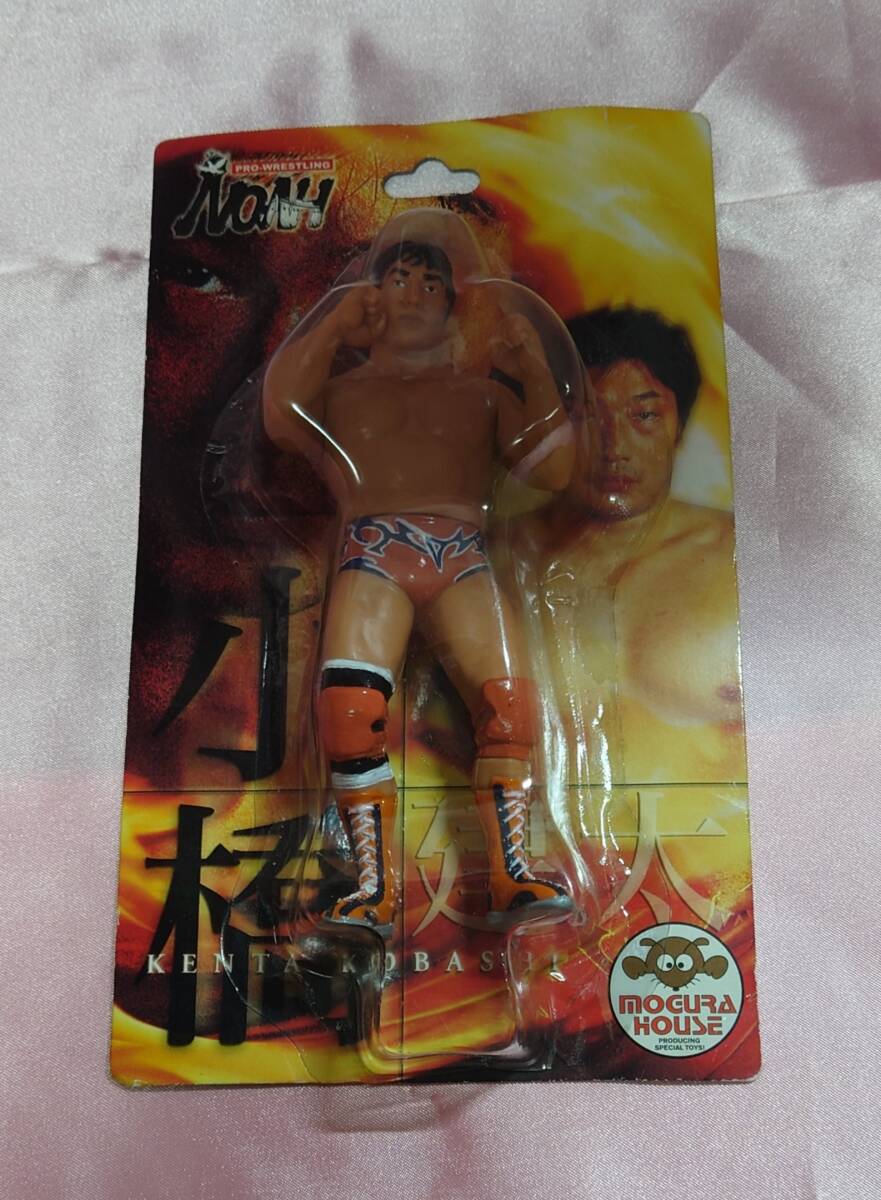 PRO-WRESTLING
NOAH
小橋
建太
KENTA KOBASHI
MOGURA
HOUSE
PRODUCING
SPECIAL TOYS!